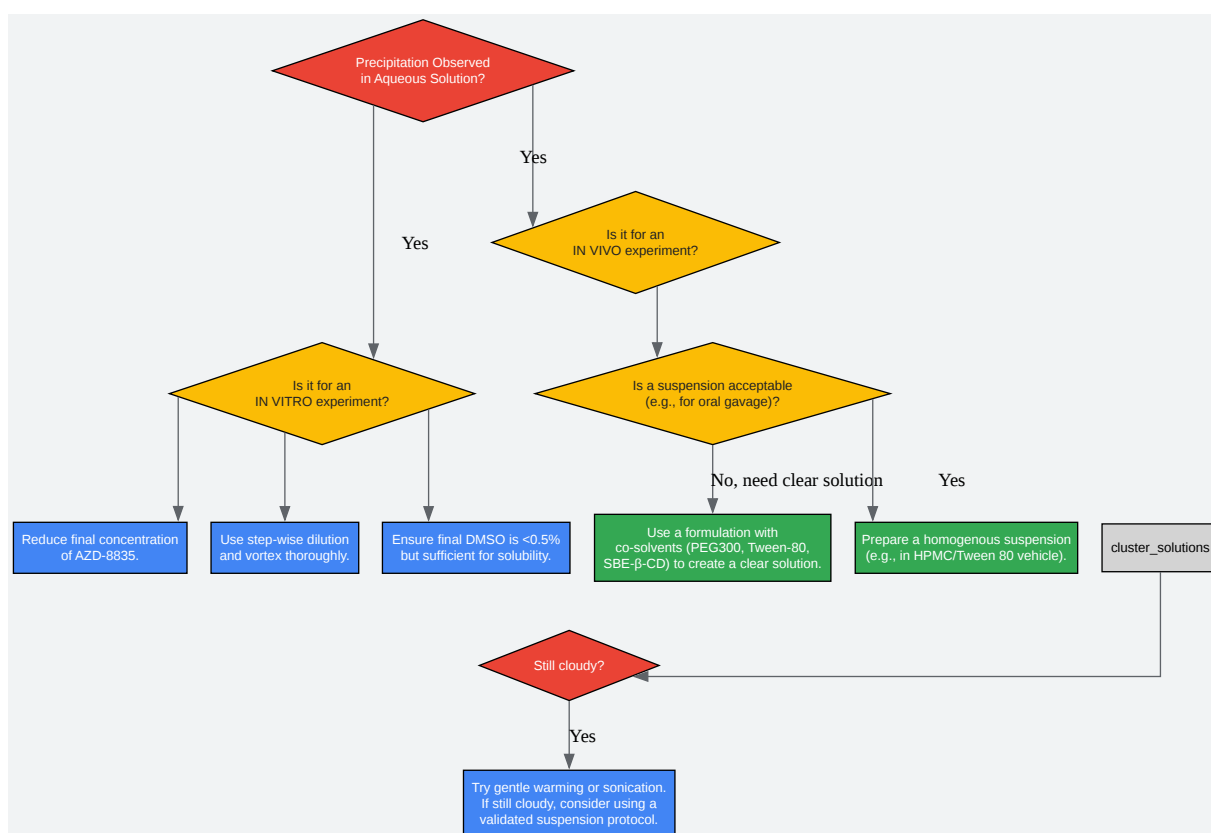 Precipitation Observed
in Aqueous Solution?
Yes
Is it for an
IN VIVO experiment?
Yes
Is it for an
IN VITRO experiment?
Is a suspension acceptable
(e.g., for oral gavage)?
No, need clear solution
Yes
Reduce final concentration
of AZD-8835.
Use step-wise dilution
and vortex thoroughly.
Ensure final DMSO is <0.5%
but sufficient for solubility.
Use a formulation with
co-solvents (PEG300, Tween-80,
SBE-β-CD) to create a clear solution.
Prepare a homogenous suspension
(e.g., in HPMC/Tween 80 vehicle).
cluster_solutions
Still cloudy?
Yes
Try gentle warming or sonication.
If still cloudy, consider using a
validated suspension protocol.